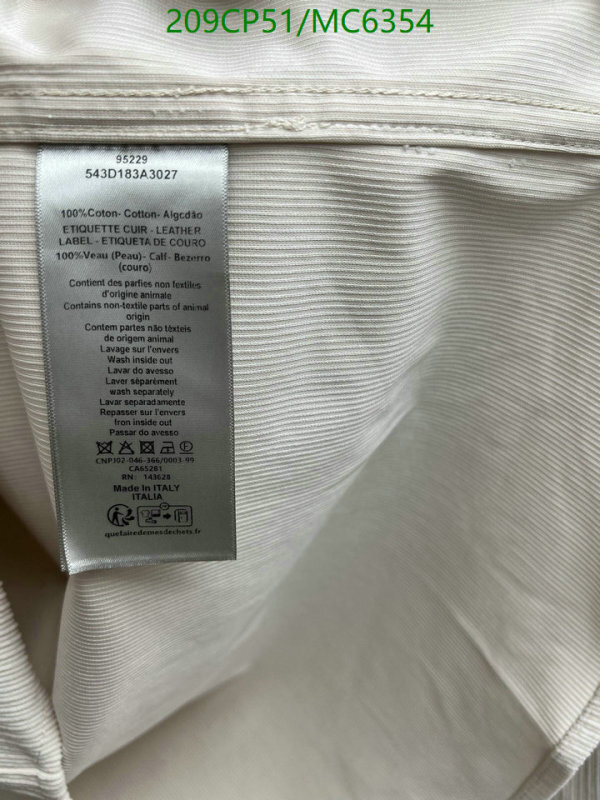 209CP51/MC6354
95229
543D183A3027
100%Coton- Cotton- Algodão
ETIQUETTE CUIR - LEATHER
LABEL - ETIQUETA DE COURO
100%Veau (Peau)- Calf- Bezerro
(couro)
Contient des parties non textiles
d'origine animale
Contains non-textile parts of animal
origin
Contem partes não têxteis
de origem animal
Lavage sur l'envers
Wash inside out
Lavar do avesso
Laver séparément
wash separately
Lavar separadamente
Repasser sur l'envers
Iron inside out
Passar do avesso
CNPJ02-046-366/0003-99
CA65281
RN: 143628
Made In ITALY
ITALIA
quefairedemesdechets.fr